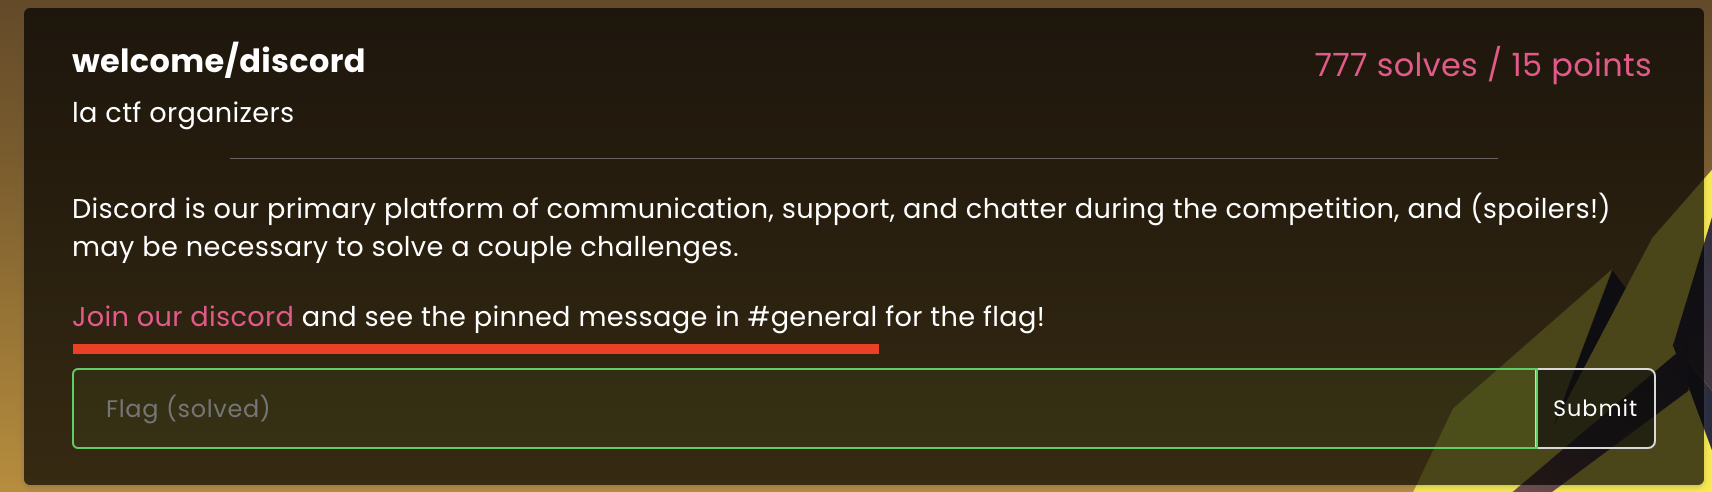 welcome/discord
777 solves / 15 points
la ctf organizers
Discord is our primary platform of communication, support, and chatter during the competition, and (spoilers!)
may be necessary to solve a couple challenges.
Join our discord and see the pinned message in #general for the flag!
Flag (solved)
Submit